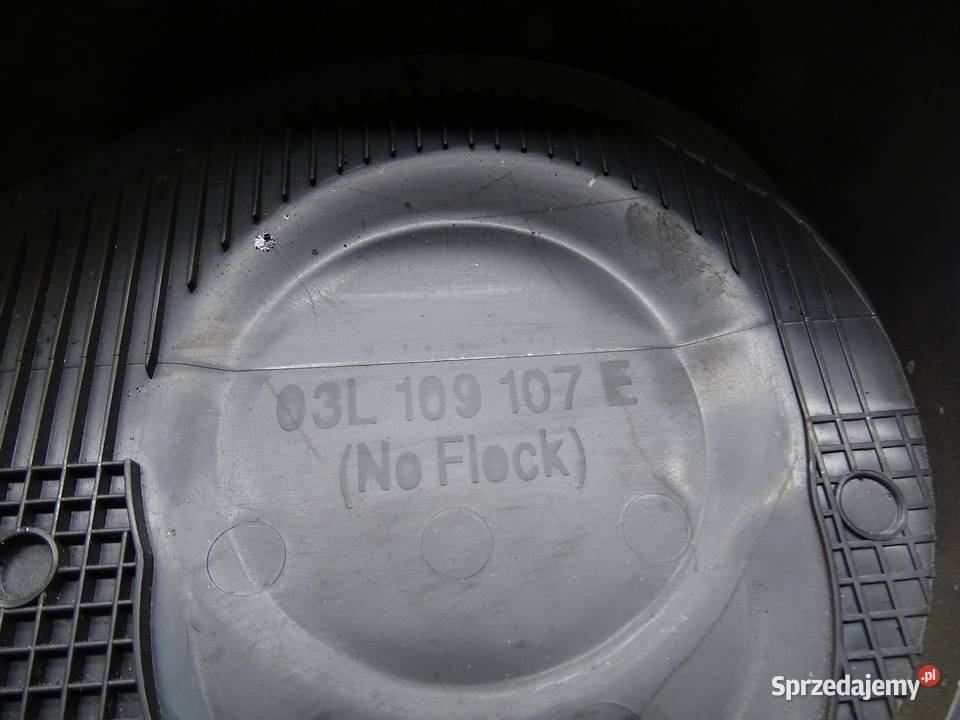 03L 109 107 E
(No Flock)
Sprzedajemy.pl